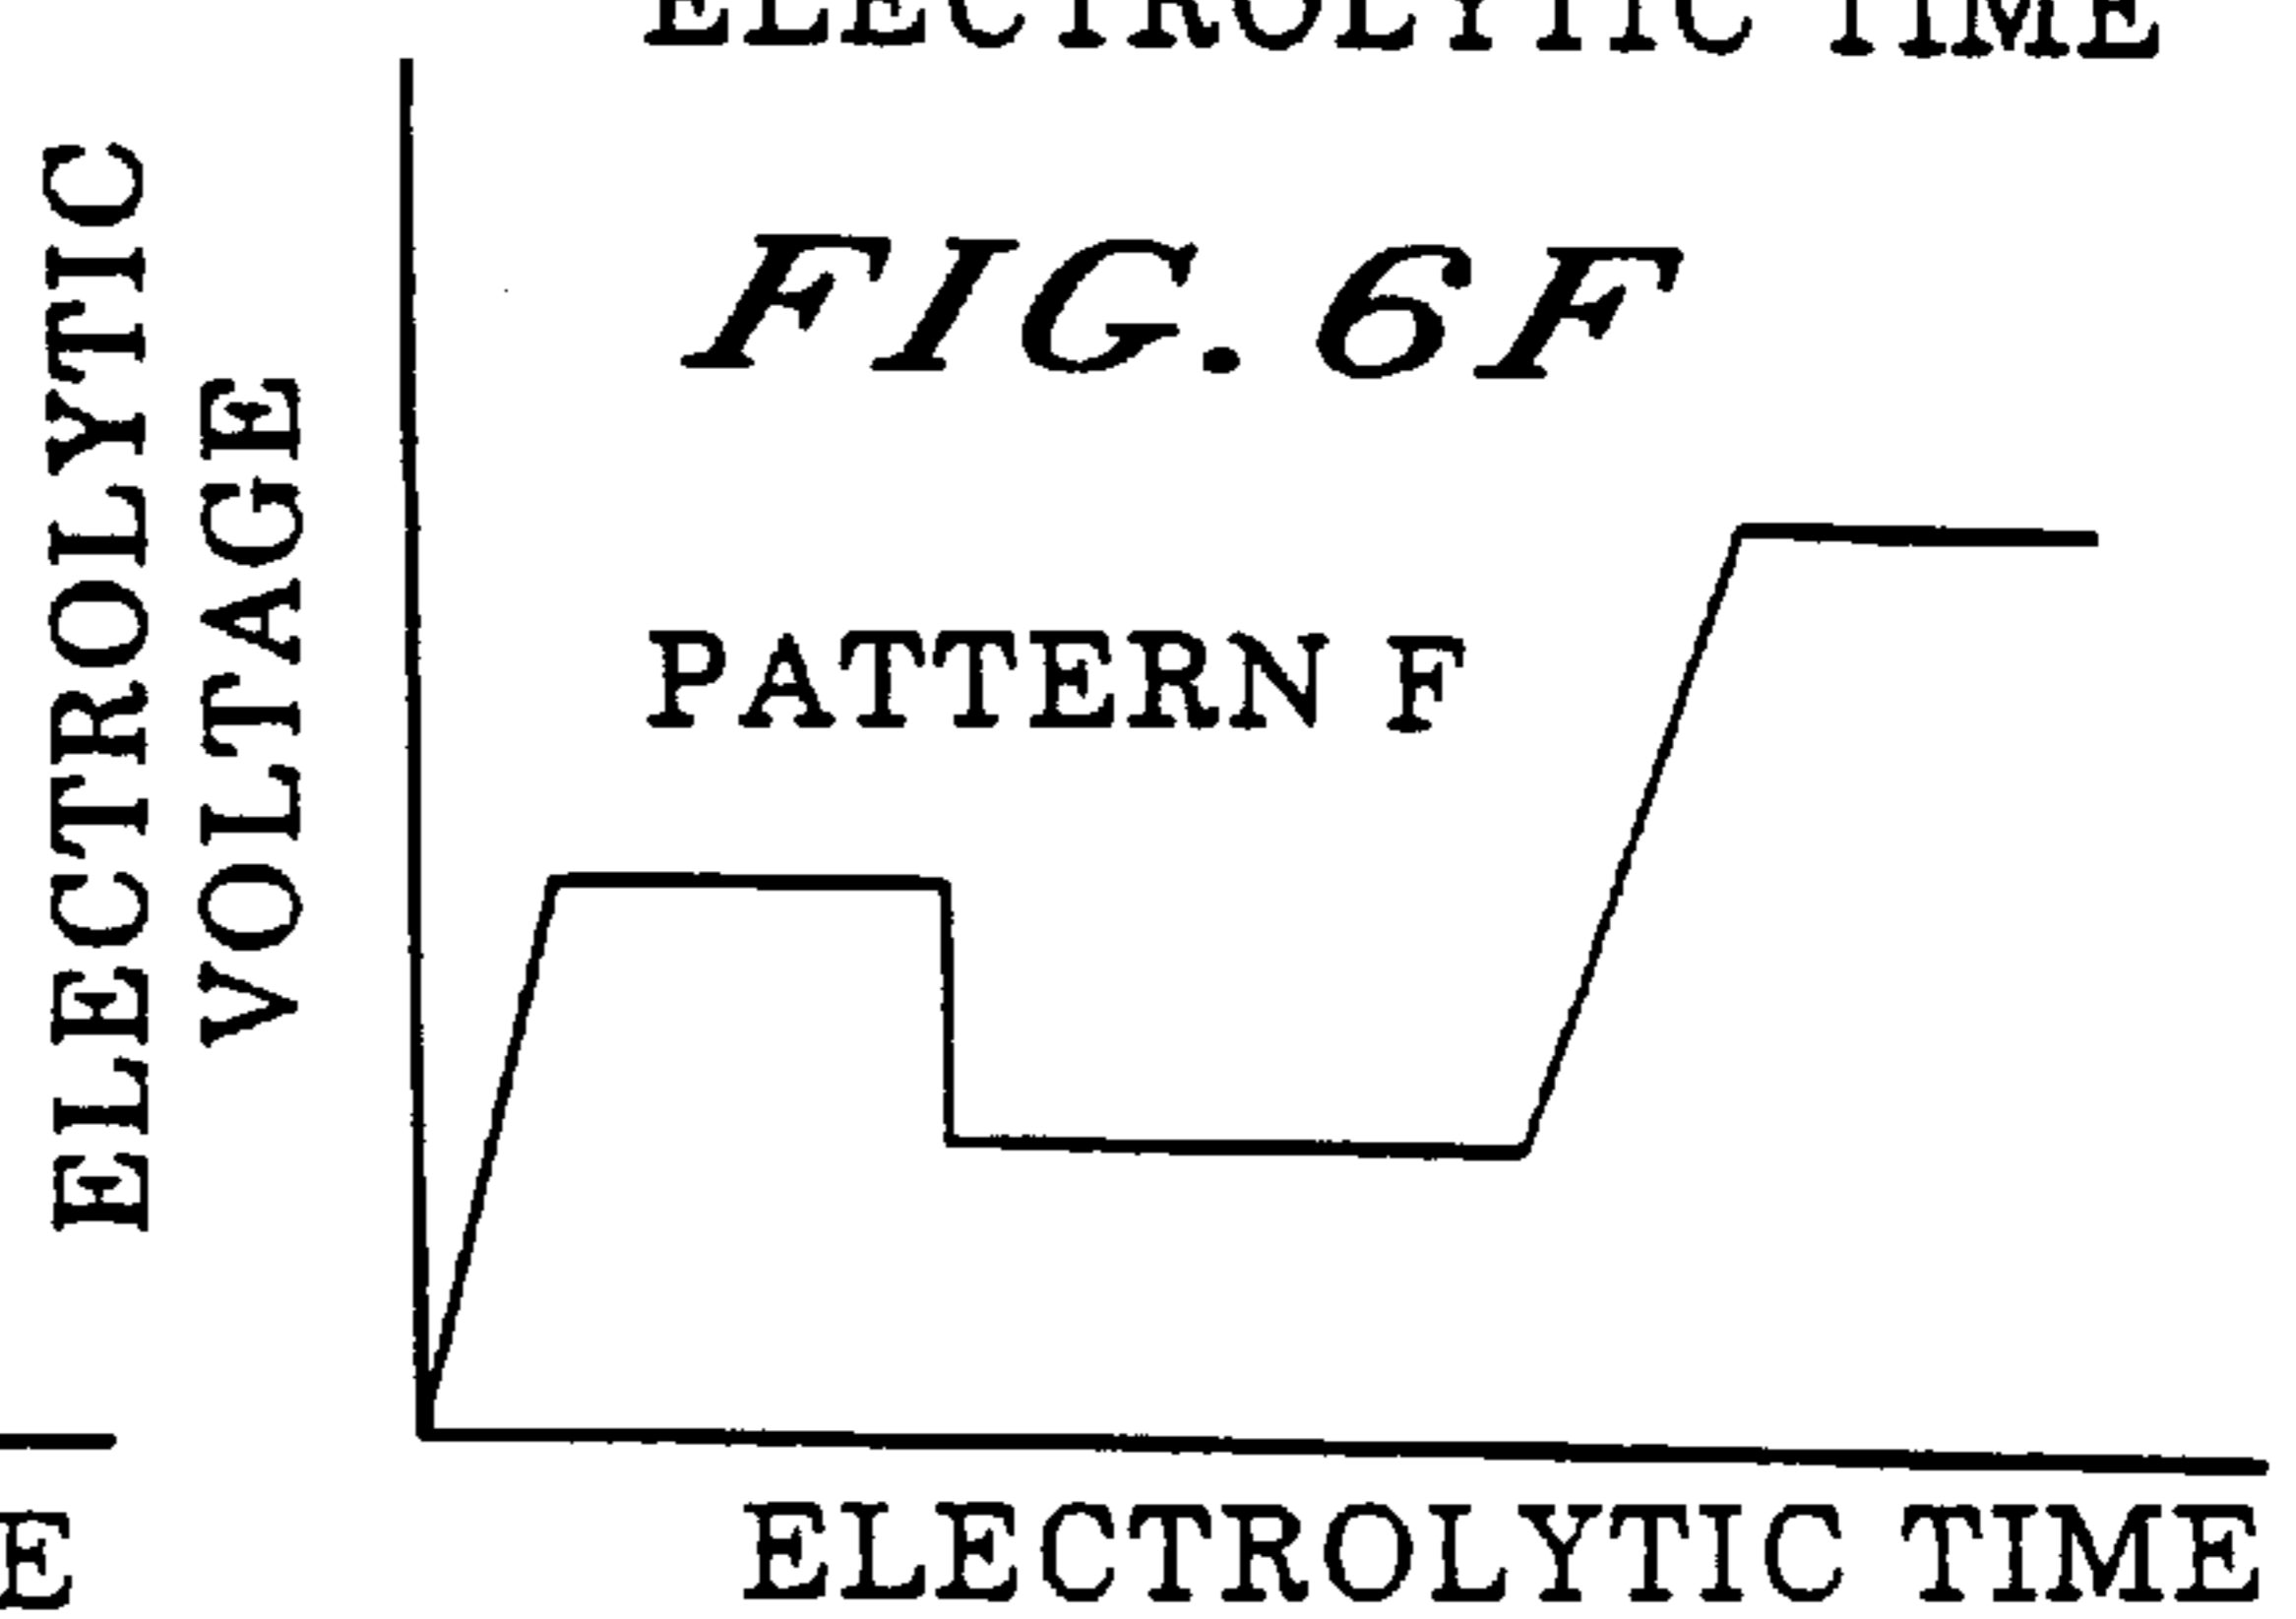 ELECTROLYTIC TIME
FIG. 6F
ELECTROLYTIC
VOLTAGE
PATTERN F
E
ELECTROLYTIC TIME